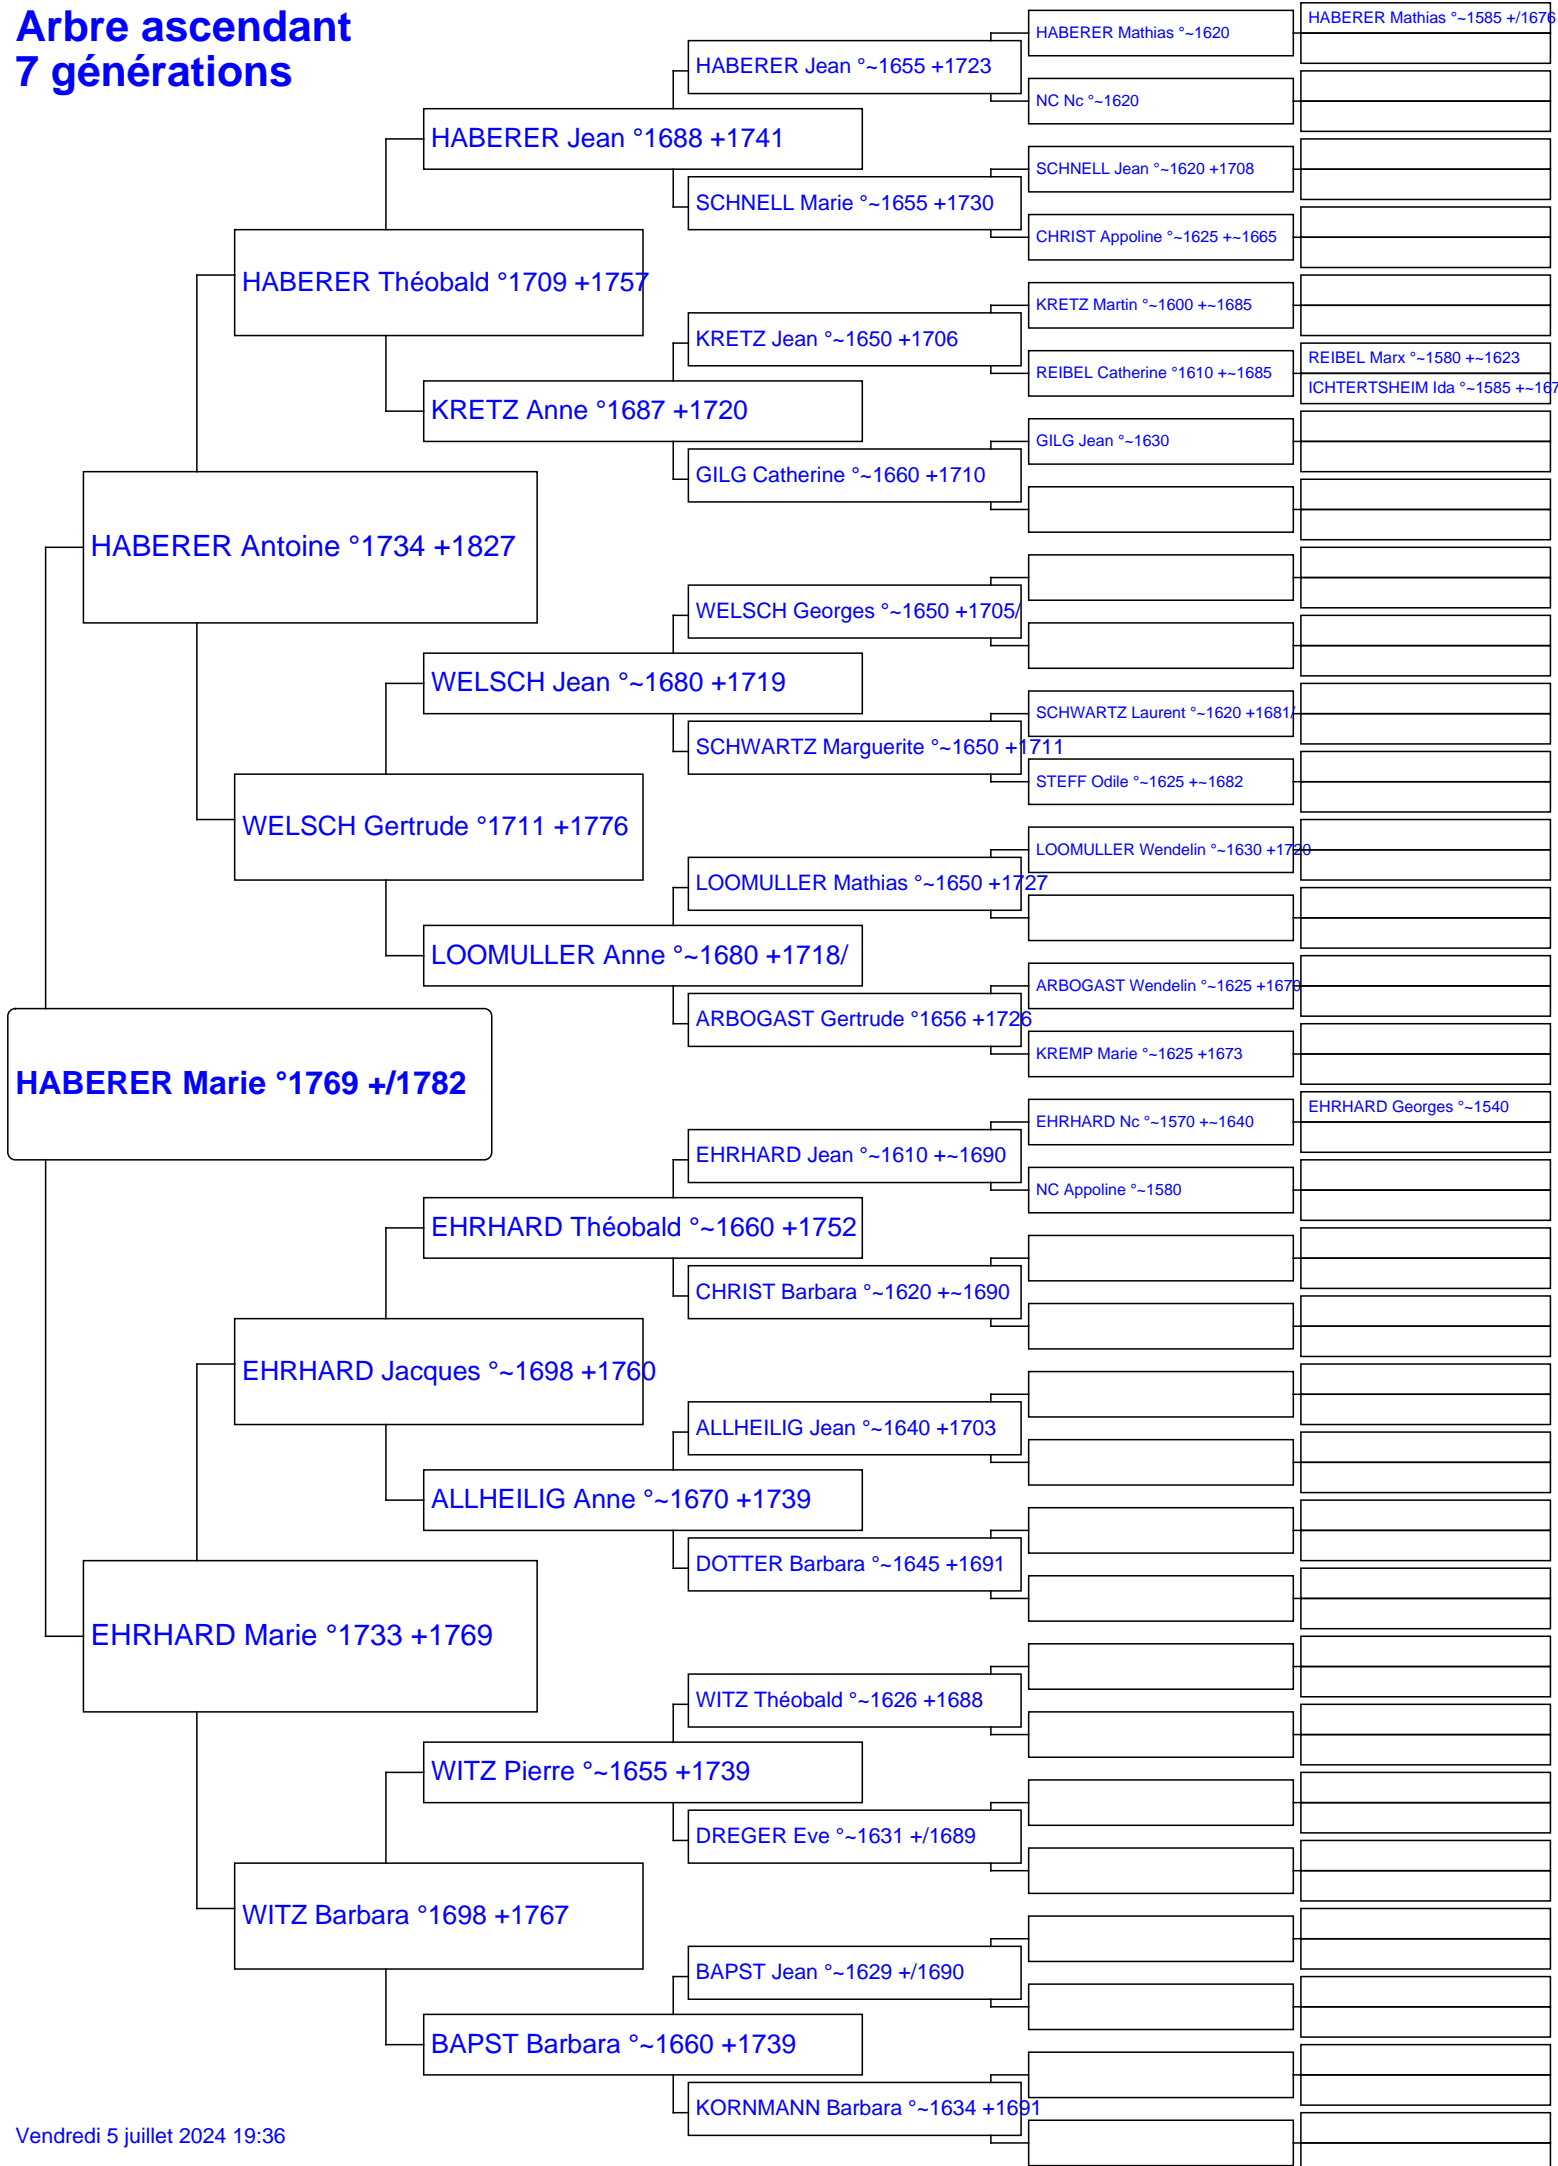 Arbre ascendant
7 générations
HABERER Marie °1769 +/1782
HABERER Antoine °1734 +1827
EHRHARD Marie °1733 +1769
HABERER Théobald °1709 +1757
WELSCH Gertrude °1711 +1776
EHRHARD Jacques °~1698 +1760
WITZ Barbara °1698 +1767
HABERER Jean °1688 +1741
KRETZ Anne °1687 +1720
WELSCH Jean °~1680 +1719
LOOMULLER Anne °~1680 +1718/
EHRHARD Théobald °~1660 +1752
ALLHEILIG Anne °~1670 +1739
WITZ Pierre °~1655 +1739
BAPST Barbara °~1660 +1739
HABERER Jean °~1655 +1723
SCHNELL Marie °~1655 +1730
KRETZ Jean °~1650 +1706
GILG Catherine °~1660 +1710
WELSCH Georges °~1650 +1705/
SCHWARTZ Marguerite °~1650 +1711
LOOMULLER Mathias °~1650 +1727
ARBOGAST Gertrude °1656 +1726
EHRHARD Jean °~1610 +~1690
CHRIST Barbara °~1620 +~1690
ALLHEILIG Jean °~1640 +1703
DOTTER Barbara °~1645 +1691
WITZ Théobald °~1626 +1688
DREGER Eve °~1631 +/1689
BAPST Jean °~1629 +/1690
KORNMANN Barbara °~1634 +1691
HABERER Mathias °~1620
NC Nc °~1620
SCHNELL Jean °~1620 +1708
CHRIST Appoline °~1625 +~1665
KRETZ Martin °~1600 +~1685
REIBEL Catherine °1610 +~1685
GILG Jean °~1630
SCHWARTZ Laurent °~1620 +1681/
STEFF Odile °~1625 +~1682
LOOMULLER Wendelin °~1630 +1720
ARBOGAST Wendelin °~1625 +1670
KREMP Marie °~1625 +1673
EHRHARD Nc °~1570 +~1640
NC Appoline °~1580
HABERER Mathias °~1585 +/1676
REIBEL Marx °~1580 +~1623
ICHTERTSHEIM Ida °~1585 +~167
EHRHARD Georges °~1540
Vendredi 5 juillet 2024 19:36